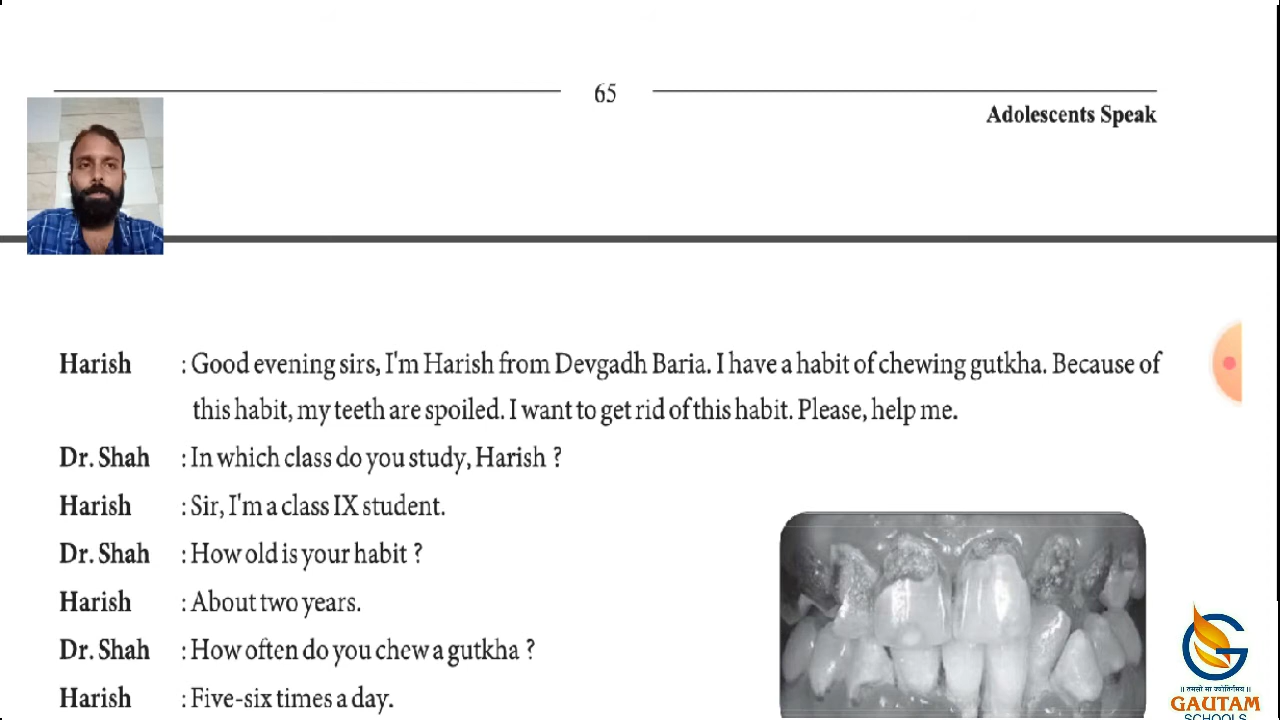 65
Adolescents Speak
Harish : Good evening sirs, I'm Harish from Devgadh Baria. I have a habit of chewing gutkha. Because of
this habit, my teeth are spoiled. I want to get rid of this habit. Please, help me.
Dr. Shah : In which class do you study, Harish ?
Harish : Sir, I'm a class IX student.
Dr. Shah : How old is your habit ?
Harish : About two years.
Dr. Shah : How often do you chew a gutkha ?
Harish : Five-six times a day.
|| तमसो मा ज्योतिर्गमय ||
GAUTAM
SCHOOLS